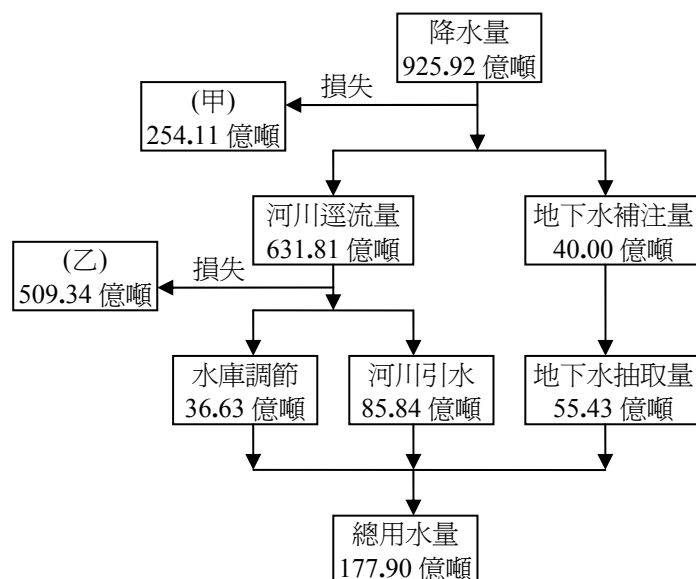 降水量
925.92 億噸
損失
(甲)
254.11 億噸
河川逕流量
631.81 億噸
地下水補注量
40.00 億噸
損失
(乙)
509.34 億噸
水庫調節
36.63 億噸
河川引水
85.84 億噸
地下水抽取量
55.43 億噸
總用水量
177.90 億噸